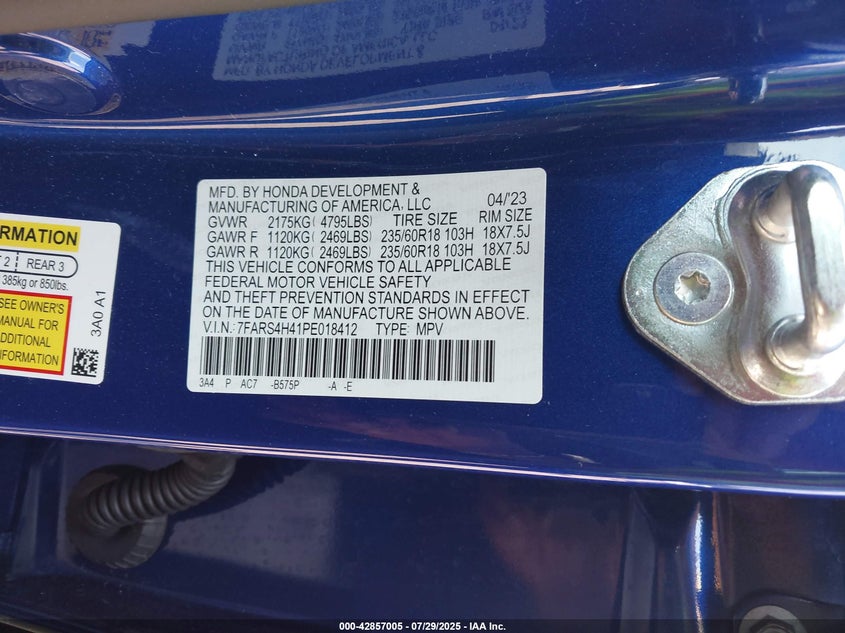 MFD. BY HONDA DEVELOPMENT &
MANUFACTURING OF AMERICA, LLC 04/'23
GVWR 2175KG( 4795LBS) TIRE SIZE RIM SIZE
GAWR F 1120KG( 2469LBS) 235/60R18 103H 18X7.5J
GAWR R 1120KG( 2469LBS) 235/60R18 103H 18X7.5J
THIS VEHICLE CONFORMS TO ALL APPLICABLE
FEDERAL MOTOR VEHICLE SAFETY
AND THEFT PREVENTION STANDARDS IN EFFECT
ON THE DATE OF MANUFACTURE SHOWN ABOVE.
V.I.N.: 7FARS4H41PE018412 TYPE: MPV
3A4 P AC7 -B575P -A -E
ORMATION
2 REAR 3
385kg or 850lbs.
SEE OWNER'S
MANUAL FOR
ADDITIONAL
INFORMATION
3A0 A1
000-42857005 | 07/29/2025 | IAA Inc.